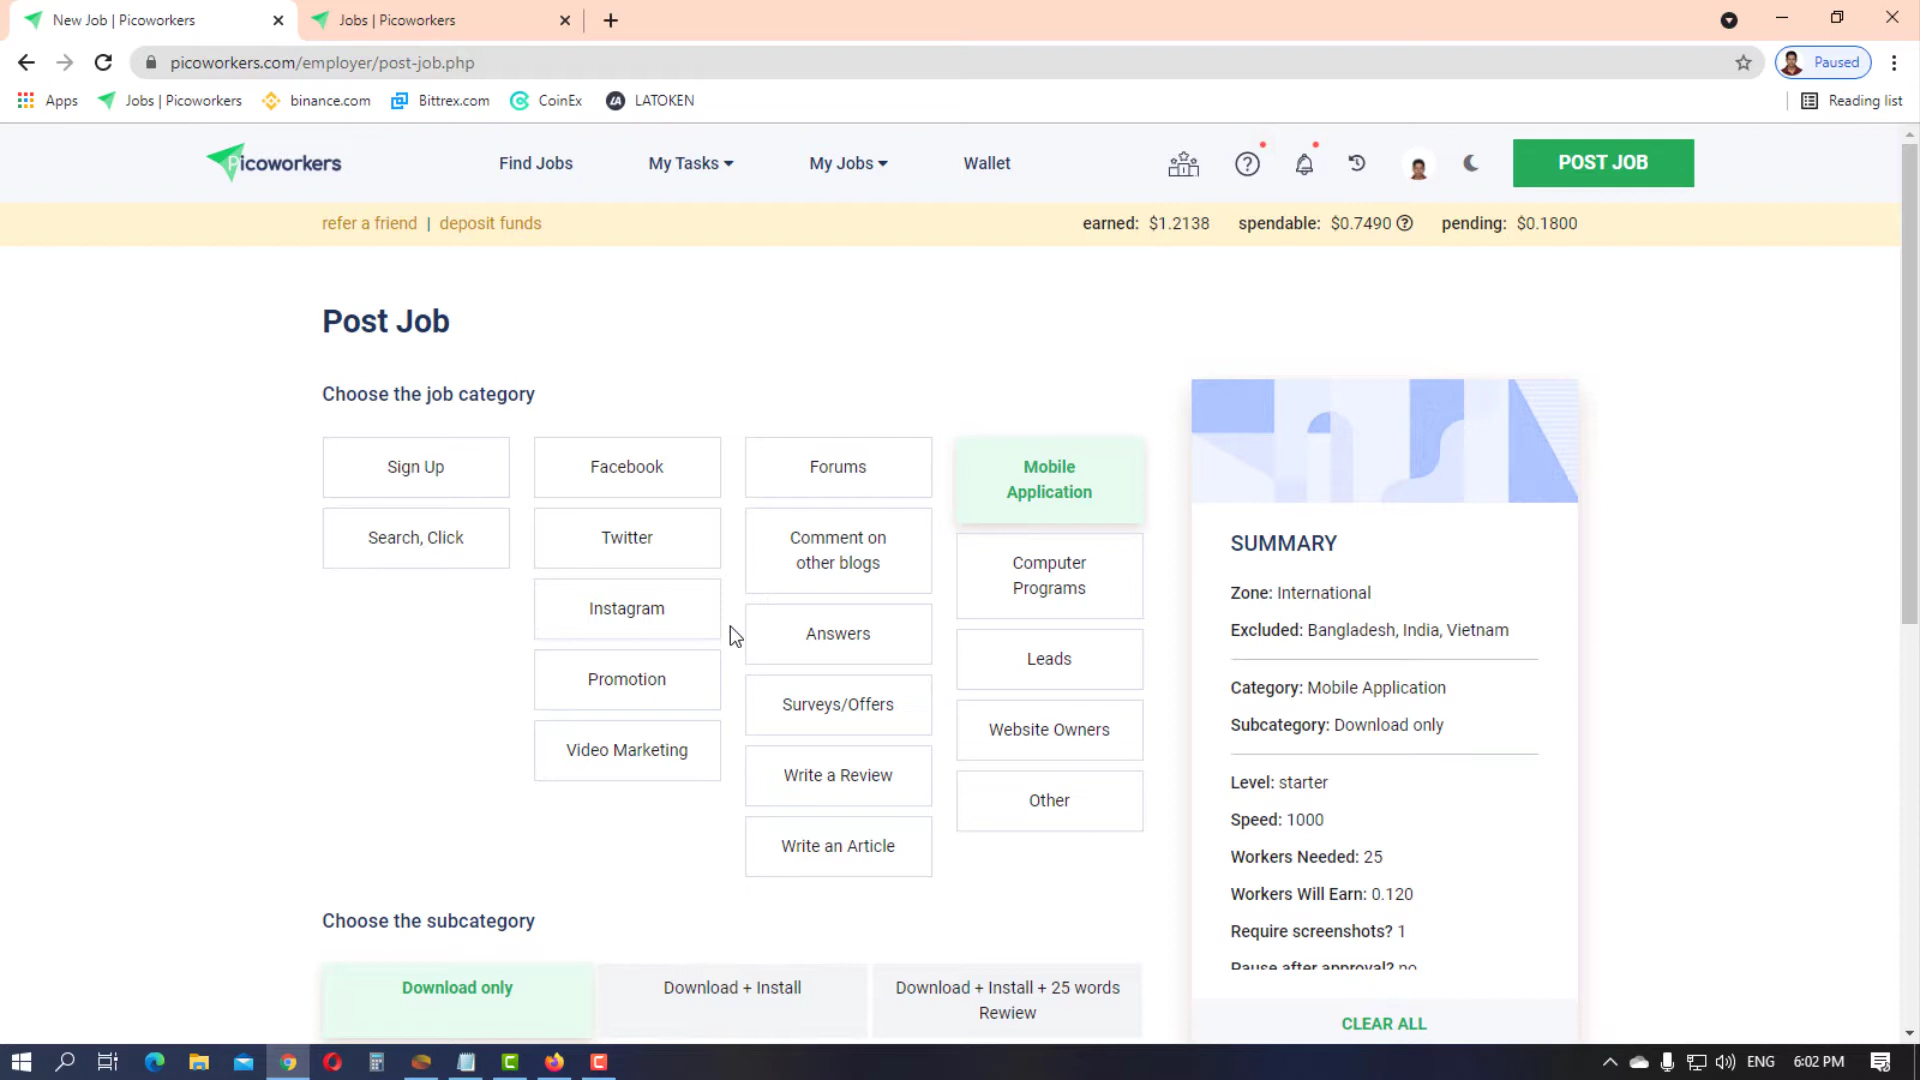 New Job | Picoworkers
Jobs | Picoworkers
picoworkers.com/employer/post-job.php
Paused
Apps
Jobs | Picoworkers
binance.com
Bittrex.com
CoinEx
LATOKEN
Reading list
Picoworkers
Find Jobs
My Tasks
My Jobs
Wallet
POST JOB
refer a friend | deposit funds
earned: $1.2138
spendable: $0.7490
pending: $0.1800
Post Job
Choose the job category
Sign Up
Search, Click
Facebook
Twitter
Instagram
Promotion
Video Marketing
Forums
Comment on
other blogs
Answers
Surveys/Offers
Write a Review
Write an Article
Mobile
Application
Computer
Programs
Leads
Website Owners
Other
SUMMARY
Zone: International
Excluded: Bangladesh, India, Vietnam
Category: Mobile Application
Subcategory: Download only
Level: starter
Speed: 1000
Workers Needed: 25
Workers Will Earn: 0.120
Require screenshots? 1
Pause after approval? no
CLEAR ALL
Choose the subcategory
Download only
Download + Install
Download + Install + 25 words
Rewiew
ENG
6:02 PM